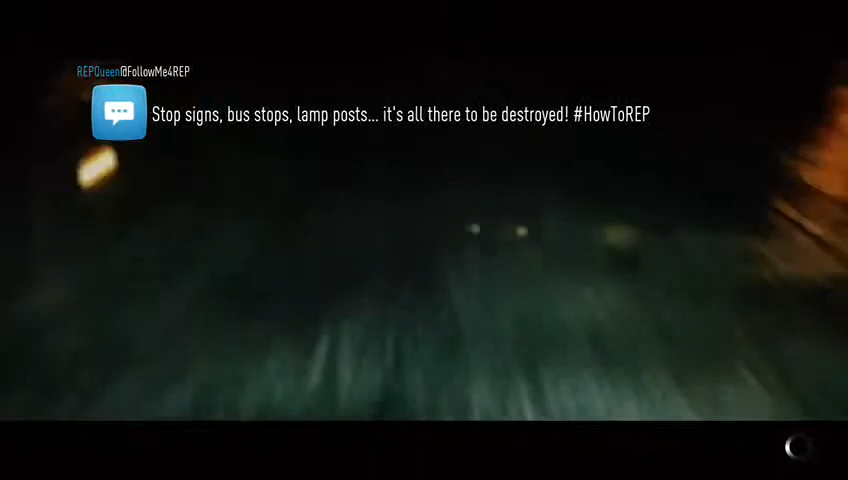 REPQueen@FollowMe4REP
Stop signs, bus stops, lamp posts... it's all there to be destroyed! #HowToREP